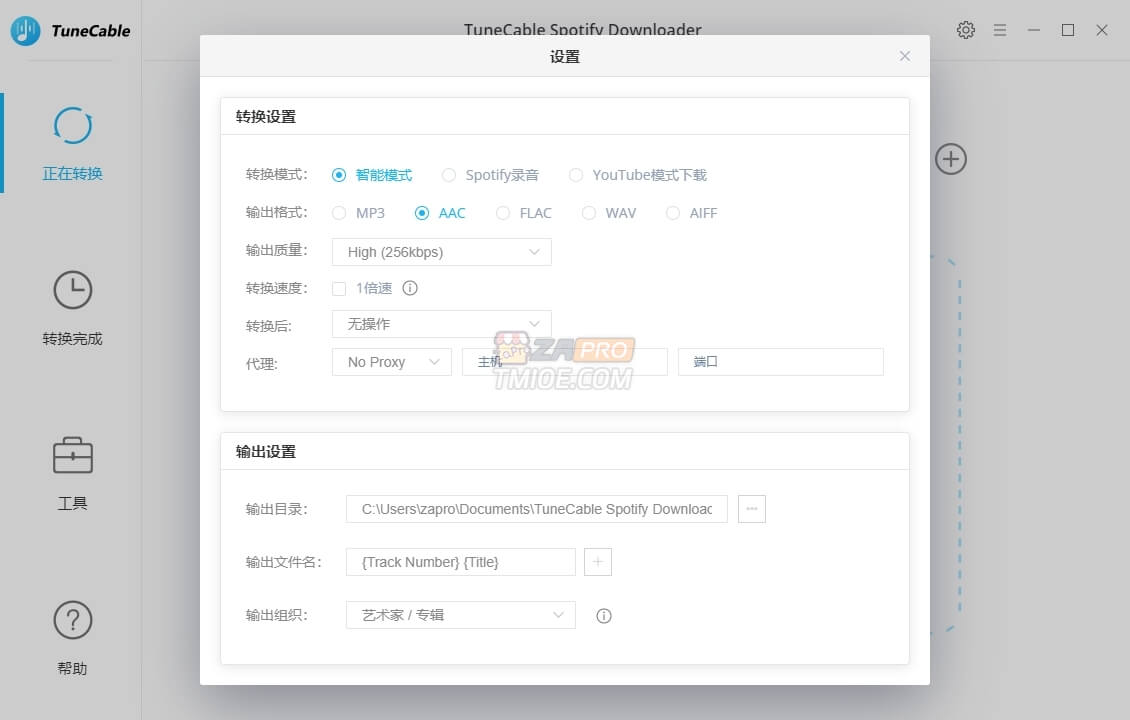 TuneCable
TuneCable Spotify Downloader
设置
转换设置
转换模式: 智能模式 Spotify录音 YouTube模式下载
输出格式: MP3 AAC FLAC WAV AIFF
输出质量: High (256kbps)
转换速度: 1倍速
转换后: 无操作
代理: No Proxy 主机 端口
ZAPRO
TMIOE.COM
输出设置
输出目录: C:\Users\zapro\Documents\TuneCable Spotify Downloac
输出文件名: {Track Number} {Title}
输出组织: 艺术家 / 专辑
正在转换
转换完成
工具
帮助